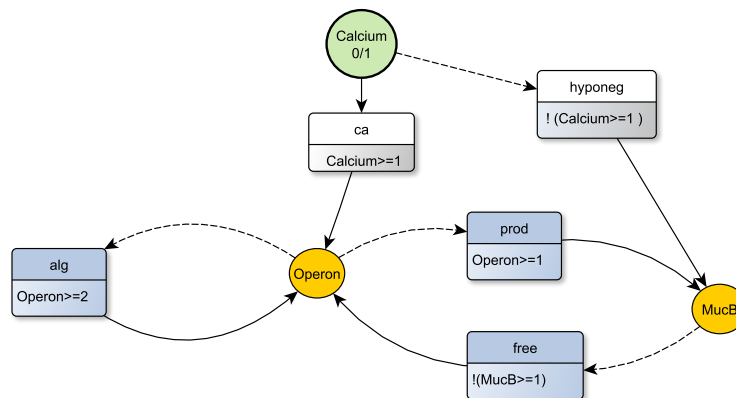 Calcium
0/1
hyponeg
! (Calcium>=1 )
ca
Calcium>=1
prod
Operon>=1
alg
Operon>=2
Operon
MucB
free
!(MucB>=1)